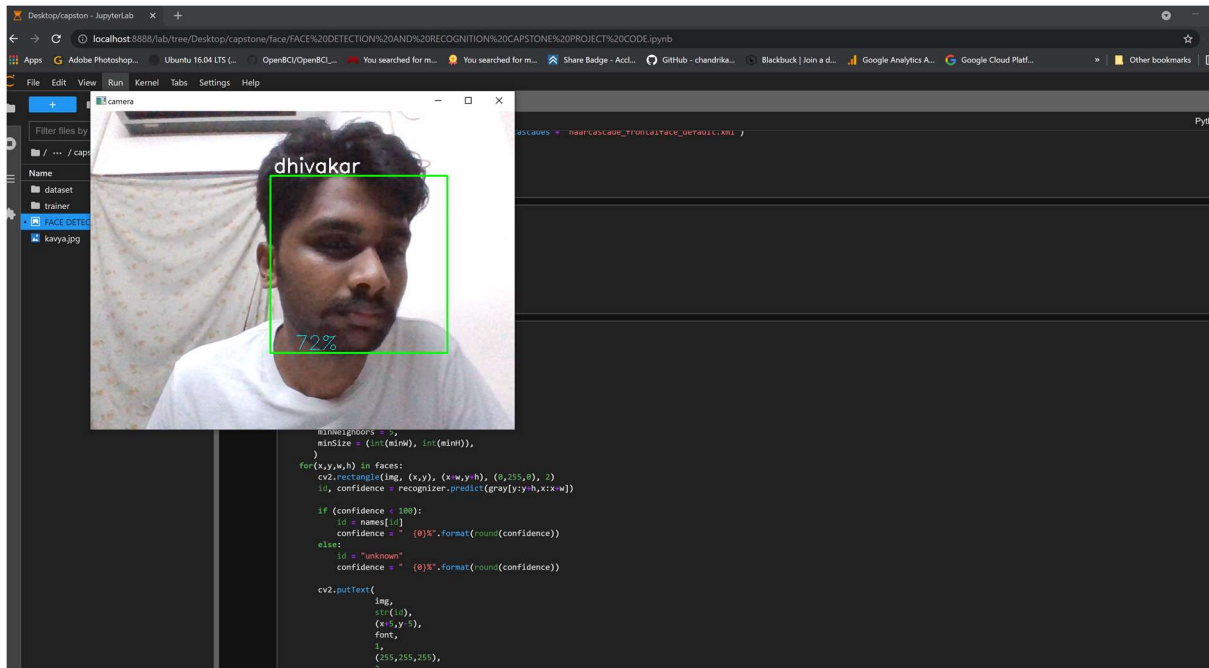 Desktop/capston - JupyterLab
localhost:8888/lab/tree/Desktop/capstone/face/FACE%20DETECTION%20AND%20RECOGNITION%20CAPSTONE%20PROJECT%20CODE.ipynb
Apps Adobe Photoshop... Ubuntu 16.04 LTS (... OpenBCI/OpenBCI_... You searched for m... You searched for m... Share Badge - Accl... GitHub - chandrika... Blackbuck | Join a d... Google Analytics A... Google Cloud Platf... » Other bookmarks
File Edit View Run Kernel Tabs Settings Help
camera
Filter files by
/ ··· / caps
Name
dataset
trainer
FACE DETEC
kavya.jpg
dhivakar
72%
Pyt
ascades + 'haarcascade_frontalface_default.xml')
minNeighbors = 5,
minSize = (int(minW), int(minH)),
)
for(x,y,w,h) in faces:
cv2.rectangle(img, (x,y), (x+w,y+h), (0,255,0), 2)
id, confidence = recognizer.predict(gray[y:y+h,x:x+w])
if (confidence < 100):
id = names[id]
confidence = "  {0}%".format(round(confidence))
else:
id = "unknown"
confidence = "  {0}%".format(round(confidence))
cv2.putText(
img,
str(id),
(x+5,y-5),
font,
1,
(255,255,255),